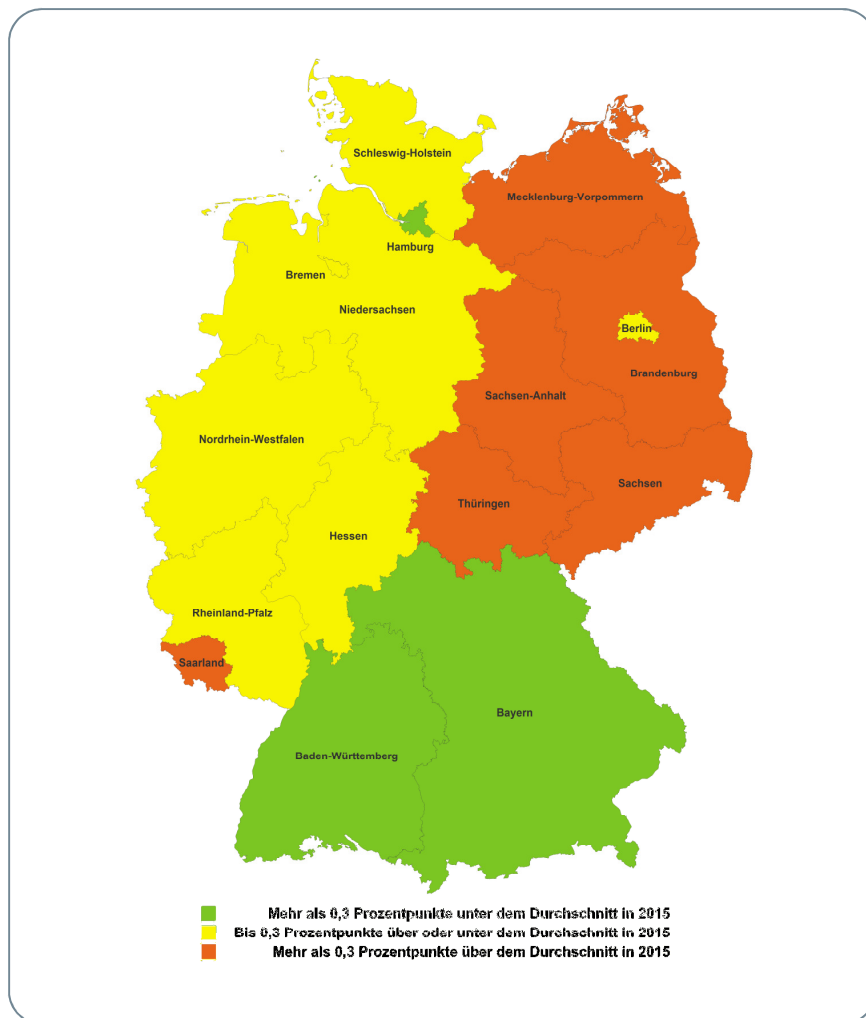 Schleswig-Holstein
Mecklenburg-Vorpommern
Hamburg
Bremen
Niedersachsen
Berlin
Drandenburg
Sachsen-Anhalt
Nordrhein-Westfalen
Sachsen
Thüringen
Hessen
Rheinland-Pfalz
Saarland
Bayern
Baden-Württemberg
Mehr als 0,3 Prozentpunkte unter dem Durchschnitt in 2015
Bis 0,3 Prozentpunkte über oder unter dem Durchschnitt in 2015
Mehr als 0,3 Prozentpunkte über dem Durchschnitt in 2015